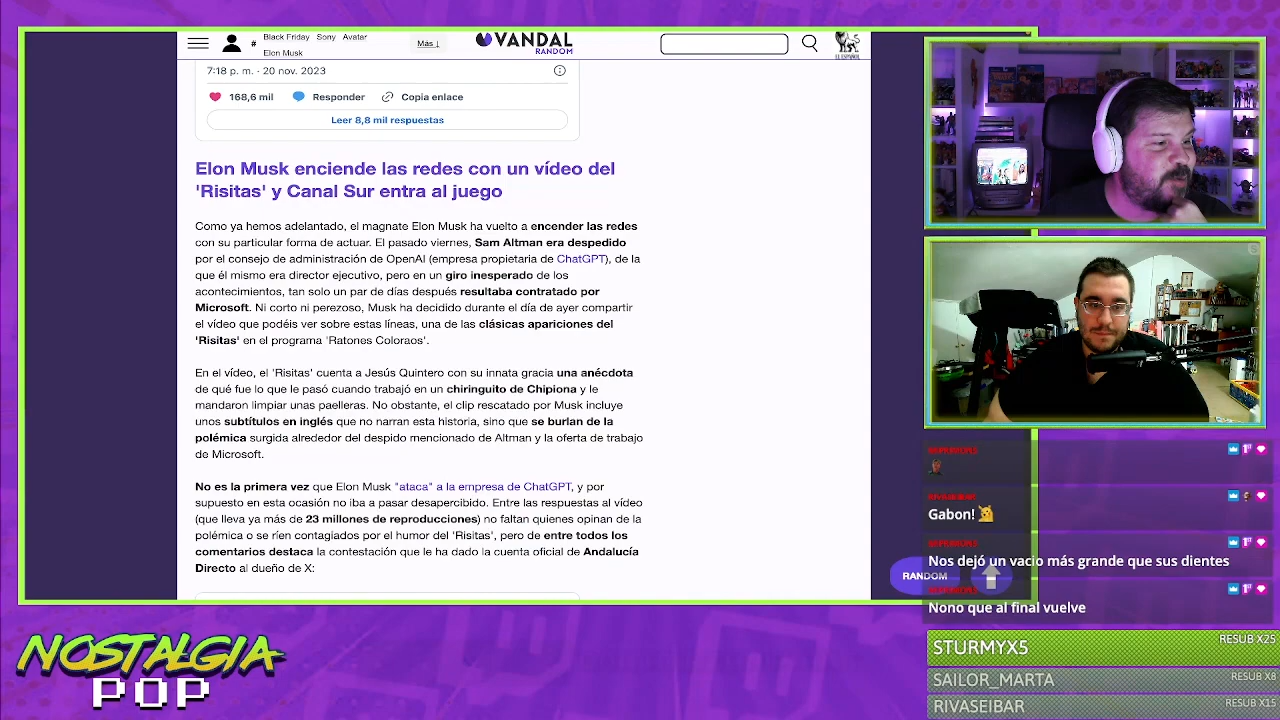 # Black Friday Sony Avatar
Elon Musk
Más ↓
VANDAL
RANDOM
EL ESPAÑOL
7:18 p. m. · 20 nov. 2023
168,6 mil Responder Copia enlace
Leer 8,8 mil respuestas
Elon Musk enciende las redes con un vídeo del
'Risitas' y Canal Sur entra al juego
Como ya hemos adelantado, el magnate Elon Musk ha vuelto a encender las redes
con su particular forma de actuar. El pasado viernes, Sam Altman era despedido
por el consejo de administración de OpenAI (empresa propietaria de ChatGPT), de la
que él mismo era director ejecutivo, pero en un giro inesperado de los
acontecimientos, tan solo un par de días después resultaba contratado por
Microsoft. Ni corto ni perezoso, Musk ha decidido durante el día de ayer compartir
el vídeo que podéis ver sobre estas líneas, una de las clásicas apariciones del
'Risitas' en el programa 'Ratones Coloraos'.
En el vídeo, el 'Risitas' cuenta a Jesús Quintero con su innata gracia una anécdota
de qué fue lo que le pasó cuando trabajó en un chiringuito de Chipiona y le
mandaron limpiar unas paelleras. No obstante, el clip rescatado por Musk incluye
unos subtítulos en inglés que no narran esta historia, sino que se burlan de la
polémica surgida alrededor del despido mencionado de Altman y la oferta de trabajo
de Microsoft.
No es la primera vez que Elon Musk "ataca" a la empresa de ChatGPT, y por
supuesto en esta ocasión no iba a pasar desapercibido. Entre las respuestas al vídeo
(que lleva ya más de 23 millones de reproducciones) no faltan quienes opinan de la
polémica o se ríen contagiados por el humor del 'Risitas', pero de entre todos los
comentarios destaca la contestación que le ha dado la cuenta oficial de Andalucía
Directo al dueño de X:
RANDOM
Gabon!
Nos dejó un vacio más grande que sus dientes
Nono que al final vuelve
STURMYX5 RESUB X25
SAILOR_MARTA RESUB X8
RIVASEIBAR RESUB X15
NOSTALGIA
POP